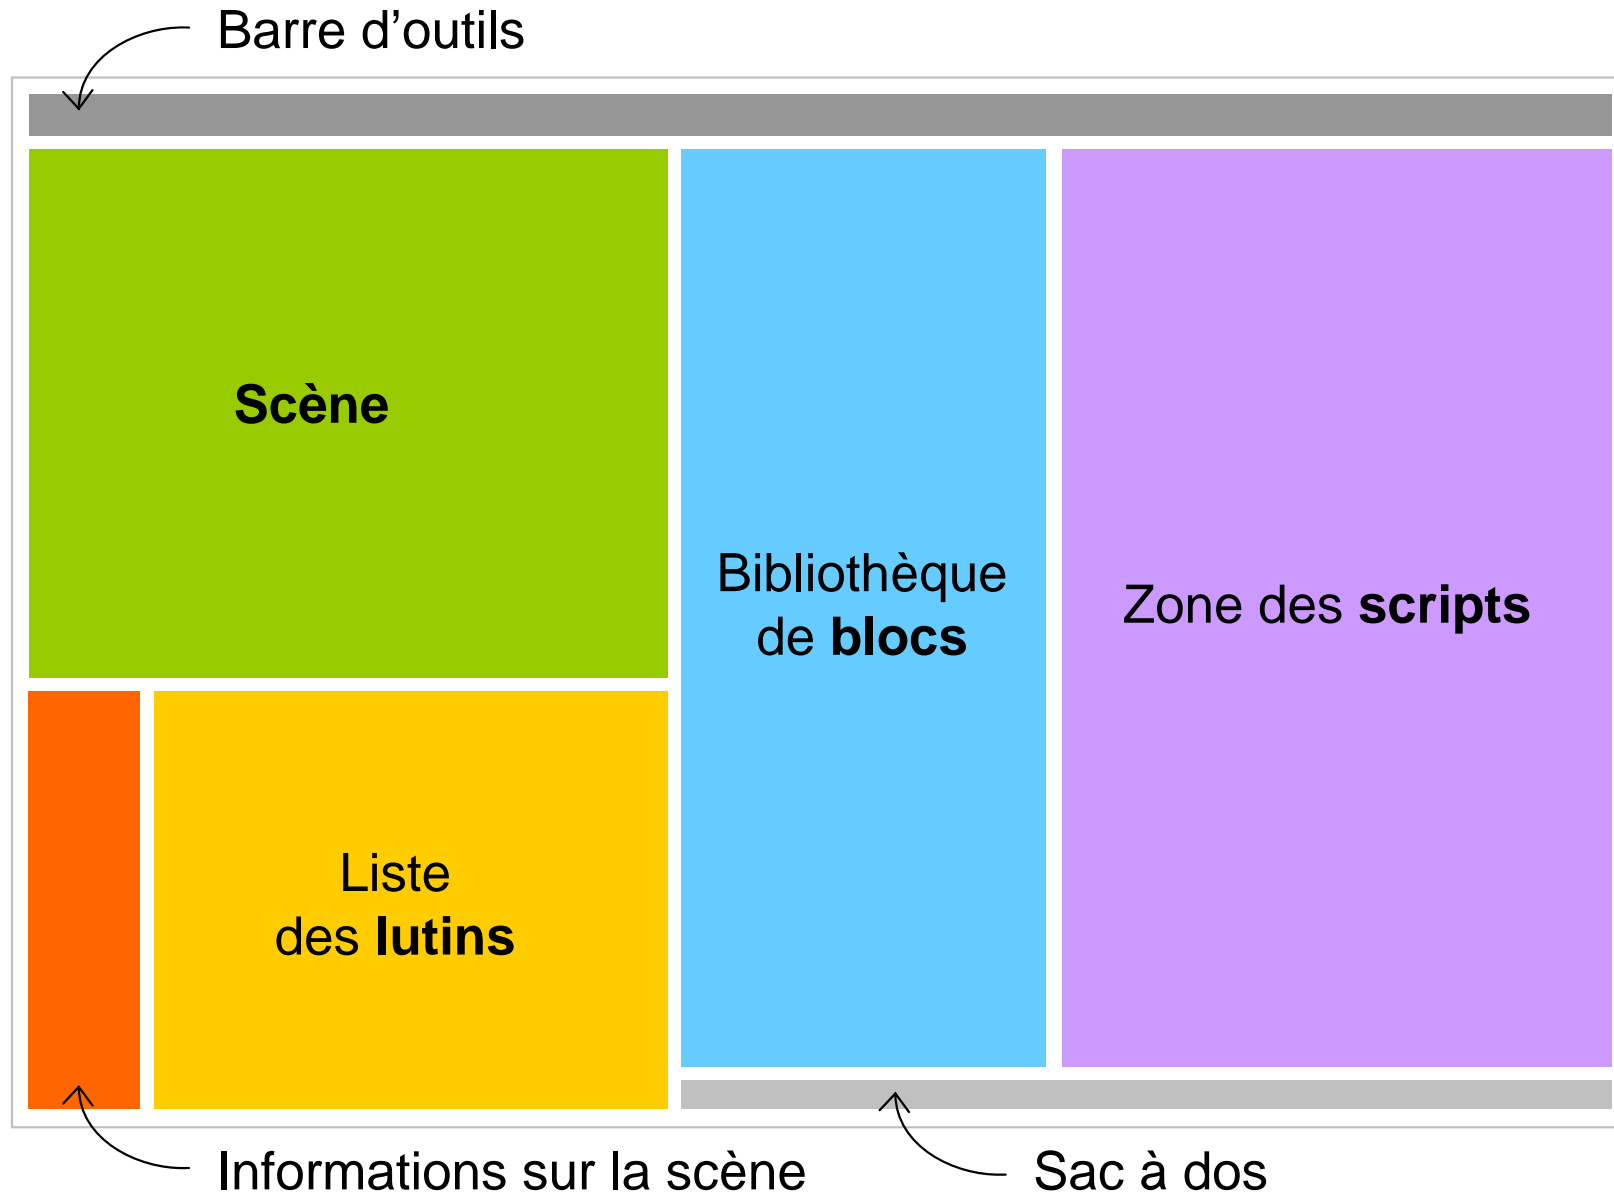 Barre d’outils
Scène
Bibliothèque
de blocs
Zone des scripts
Liste
des lutins
Informations sur la scène
Sac à dos